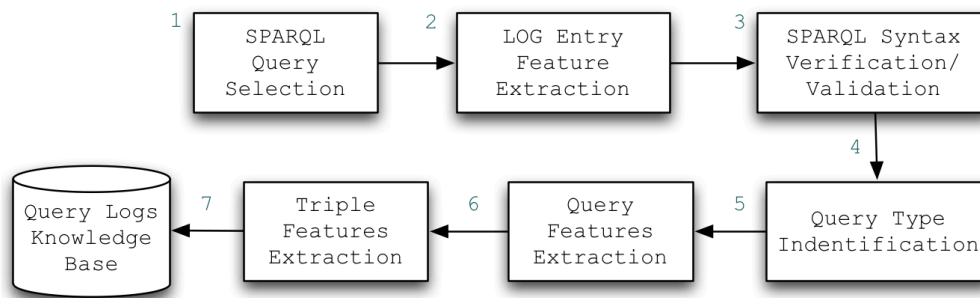 1
SPARQL
Query
Selection
2
LOG Entry
Feature
Extraction
3
SPARQL Syntax
Verification/
Validation
4
Query Type
Indentification
5
Query
Features
Extraction
6
Triple
Features
Extraction
7
Query Logs
Knowledge
Base